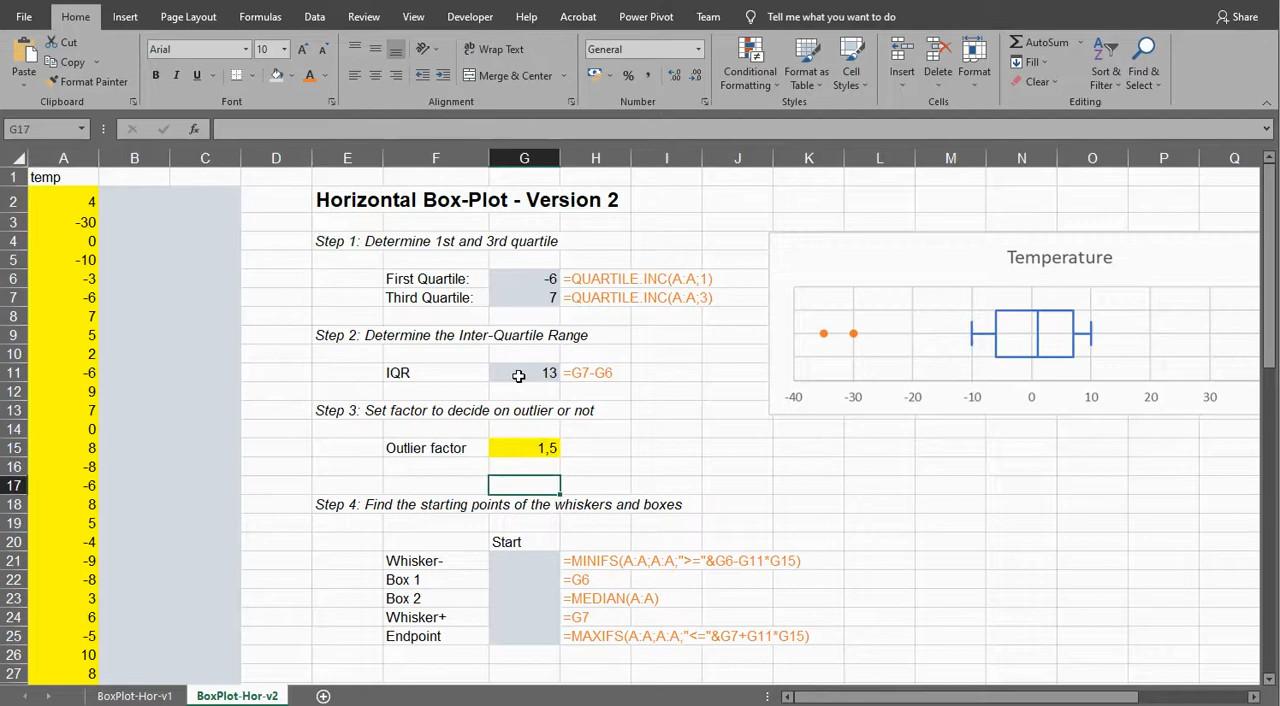 File Home Insert Page Layout Formulas Data Review View Developer Help Acrobat Power Pivot Team Tell me what you want to do Share
Paste Cut Copy Format Painter Clipboard
Arial 10 B I U A Font
Wrap Text Merge & Center Alignment
General % Number
Conditional Formatting Format as Table Cell Styles Styles
Insert Delete Format Cells
AutoSum Fill Clear Sort & Filter Find & Select Editing
G17 fx
A B C D E F G H I J K L M N O P Q
1 temp
2 4 Horizontal Box-Plot - Version 2
3 -30
4 0 Step 1: Determine 1st and 3rd quartile
5 -10
6 -3 First Quartile: -6 =QUARTILE.INC(A:A;1)
7 -6 Third Quartile: 7 =QUARTILE.INC(A:A;3)
8 7
9 5 Step 2: Determine the Inter-Quartile Range
10 2
11 -6 IQR 13 =G7-G6
12 9
13 7 Step 3: Set factor to decide on outlier or not
14 0
15 8 Outlier factor 1,5
16 -8
17 -6
18 8 Step 4: Find the starting points of the whiskers and boxes
19 5
20 -4 Start
21 -9 Whisker- =MINIFS(A:A;A:A;">="&G6-G11*G15)
22 -8 Box 1 =G6
23 3 Box 2 =MEDIAN(A:A)
24 6 Whisker+ =G7
25 -5 Endpoint =MAXIFS(A:A;A:A;"<="&G7+G11*G15)
26 10
27 8
Temperature
-40 -30 -20 -10 0 10 20 30
BoxPlot-Hor-v1 BoxPlot-Hor-v2